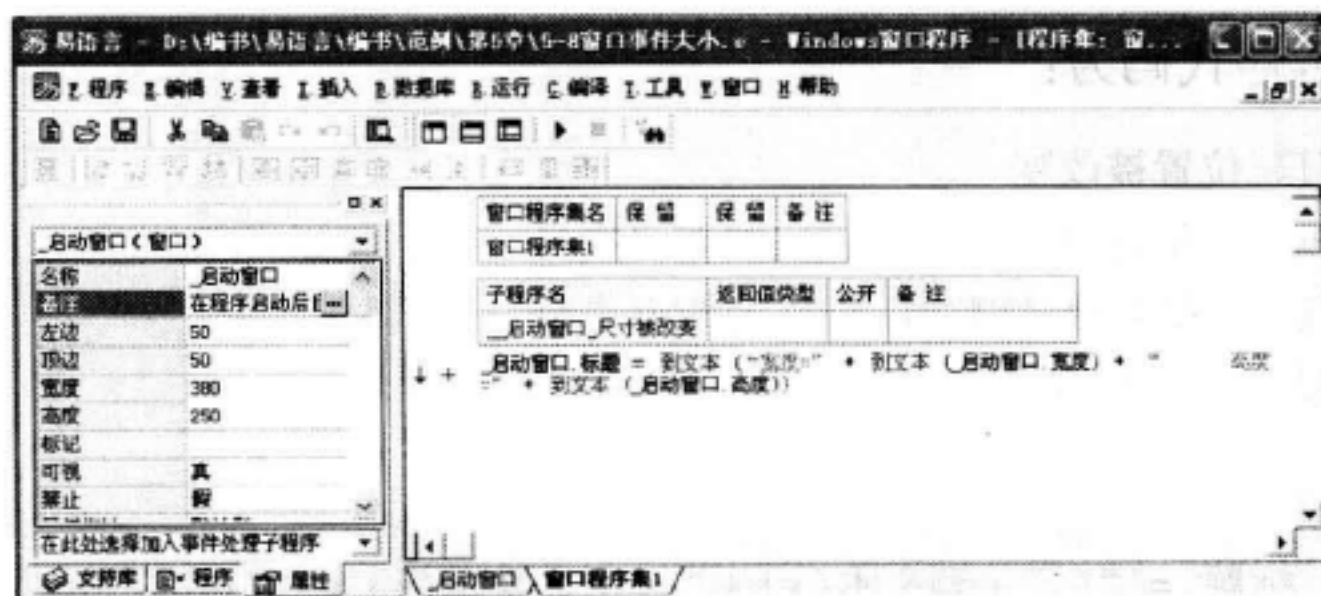 易语言 - D:\编书\易语言\编书\范例\第5章\5-8窗口事件大小.e - Windows窗口程序 - [程序集: 窗...
程序 编辑 查看 插入 数据库 运行 编译 工具 窗口 帮助
_启动窗口(窗口)
名称 _启动窗口
备注 在程序启动后
左边 50
顶边 50
宽度 380
高度 250
标记
可视 真
禁止 假
在此处选择加入事件处理子程序
支持库 程序 属性
窗口程序集名 保 留 保 留 备 注
窗口程序集1
子程序名 返回值类型 公开 备 注
__启动窗口_尺寸被改变
_启动窗口.标题 = 到文本 ("宽度=" + 到文本 (_启动窗口.宽度) + " 高度
=" + 到文本 (_启动窗口.高度))
_启动窗口 窗口程序集1